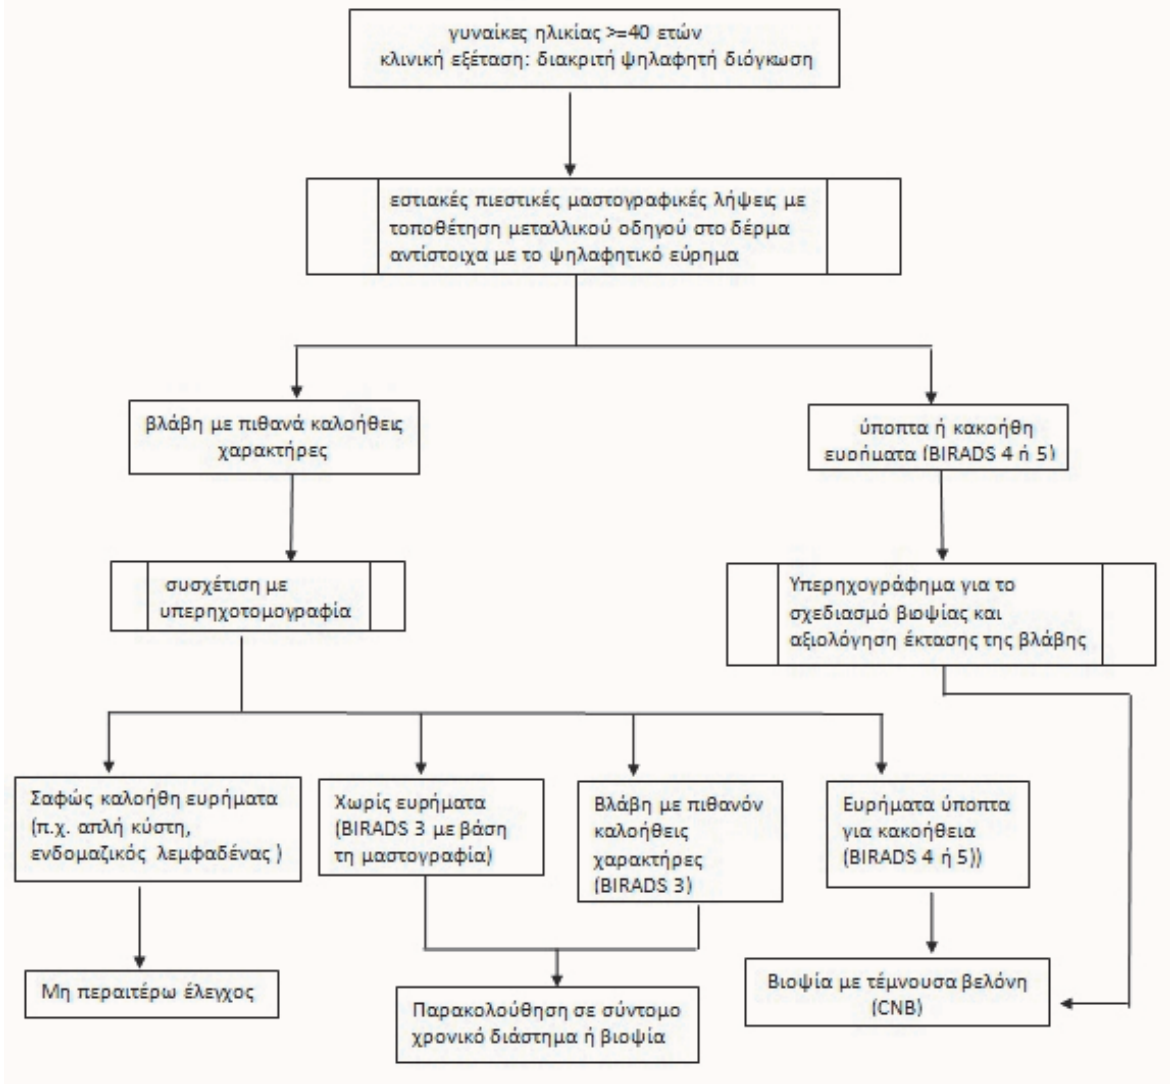 γυναίκες ηλικίας >=40 ετών
κλινική εξέταση: διακριτή ψηλαφητή διόγκωση
εστιακές πιεστικές μαστογραφικές λήψεις με
τοποθέτηση μεταλλικού οδηγού στο δέρμα
αντίστοιχα με το ψηλαφητικό εύρημα
βλάβη με πιθανά καλοήθεις
χαρακτήρες
ύποπτα ή κακοήθη
ευρήματα (BIRADS 4 ή 5)
συσχέτιση με
υπερηχοτομογραφία
Υπερηχογράφημα για το
σχεδιασμό βιοψίας και
αξιολόγηση έκτασης της βλάβης
Σαφώς καλοήθη ευρήματα
(π.χ. απλή κύστη,
ενδομαζικός λεμφαδένας )
Χωρίς ευρήματα
(BIRADS 3 με βάση
τη μαστογραφία)
Βλάβη με πιθανόν
καλοήθεις
χαρακτήρες
(BIRADS 3)
Ευρήματα ύποπτα
για κακοήθεια
(BIRADS 4 ή 5))
Μη περαιτέρω έλεγχος
Παρακολούθηση σε σύντομο
χρονικό διάστημα ή βιοψία
Βιοψία με τέμνουσα βελόνη
(CNB)